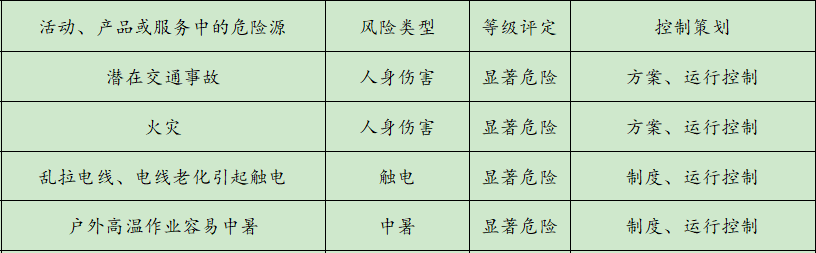 活动、产品或服务中的危险源 风险类型 等级评定 控制策划
潜在交通事故 人身伤害 显著危险 方案、运行控制
火灾 人身伤害 显著危险 方案、运行控制
乱拉电线、电线老化引起触电 触电 显著危险 制度、运行控制
户外高温作业容易中暑 中暑 显著危险 制度、运行控制